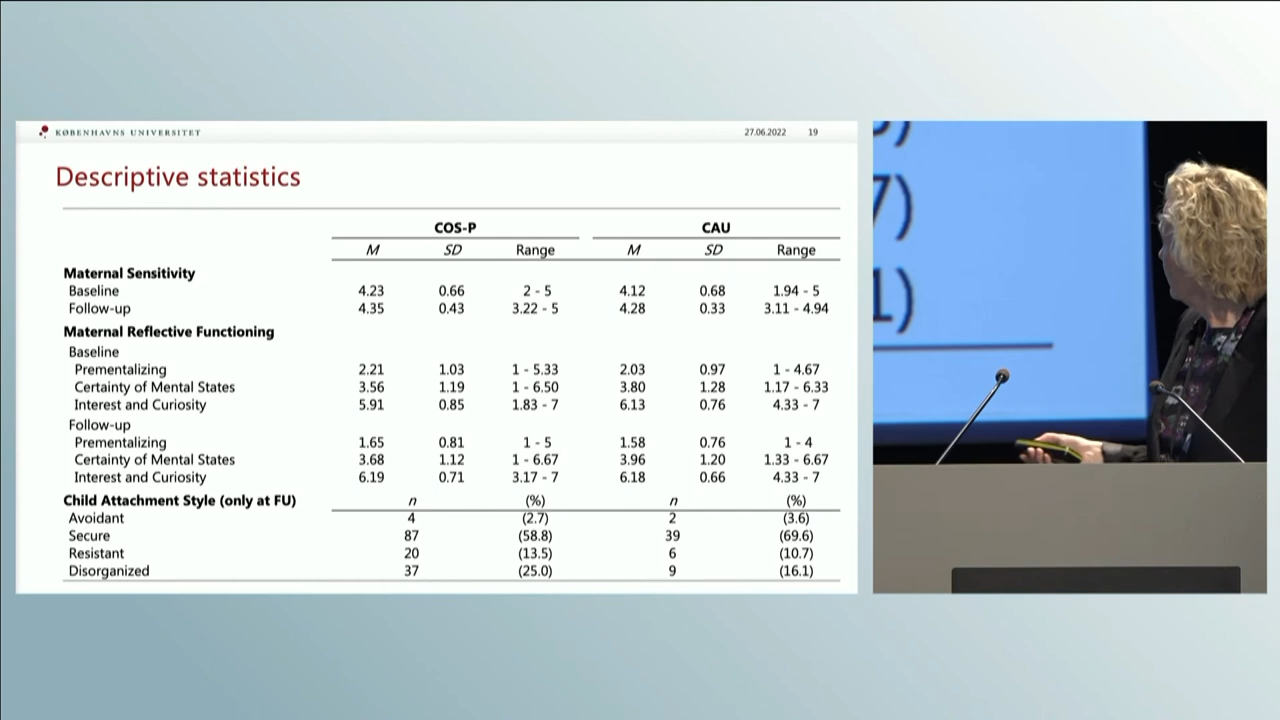 KØBENHAVNS UNIVERSITET 27.06.2022 19
Descriptive statistics
COS-P CAU
M SD Range M SD Range
Maternal Sensitivity
Baseline 4.23 0.66 2 - 5 4.12 0.68 1.94 - 5
Follow-up 4.35 0.43 3.22 - 5 4.28 0.33 3.11 - 4.94
Maternal Reflective Functioning
Baseline
Prementalizing 2.21 1.03 1 - 5.33 2.03 0.97 1 - 4.67
Certainty of Mental States 3.56 1.19 1 - 6.50 3.80 1.28 1.17 - 6.33
Interest and Curiosity 5.91 0.85 1.83 - 7 6.13 0.76 4.33 - 7
Follow-up
Prementalizing 1.65 0.81 1 - 5 1.58 0.76 1 - 4
Certainty of Mental States 3.68 1.12 1 - 6.67 3.96 1.20 1.33 - 6.67
Interest and Curiosity 6.19 0.71 3.17 - 7 6.18 0.66 4.33 - 7
Child Attachment Style (only at FU) n (%) n (%)
Avoidant 4 (2.7) 2 (3.6)
Secure 87 (58.8) 39 (69.6)
Resistant 20 (13.5) 6 (10.7)
Disorganized 37 (25.0) 9 (16.1)
7)
1)